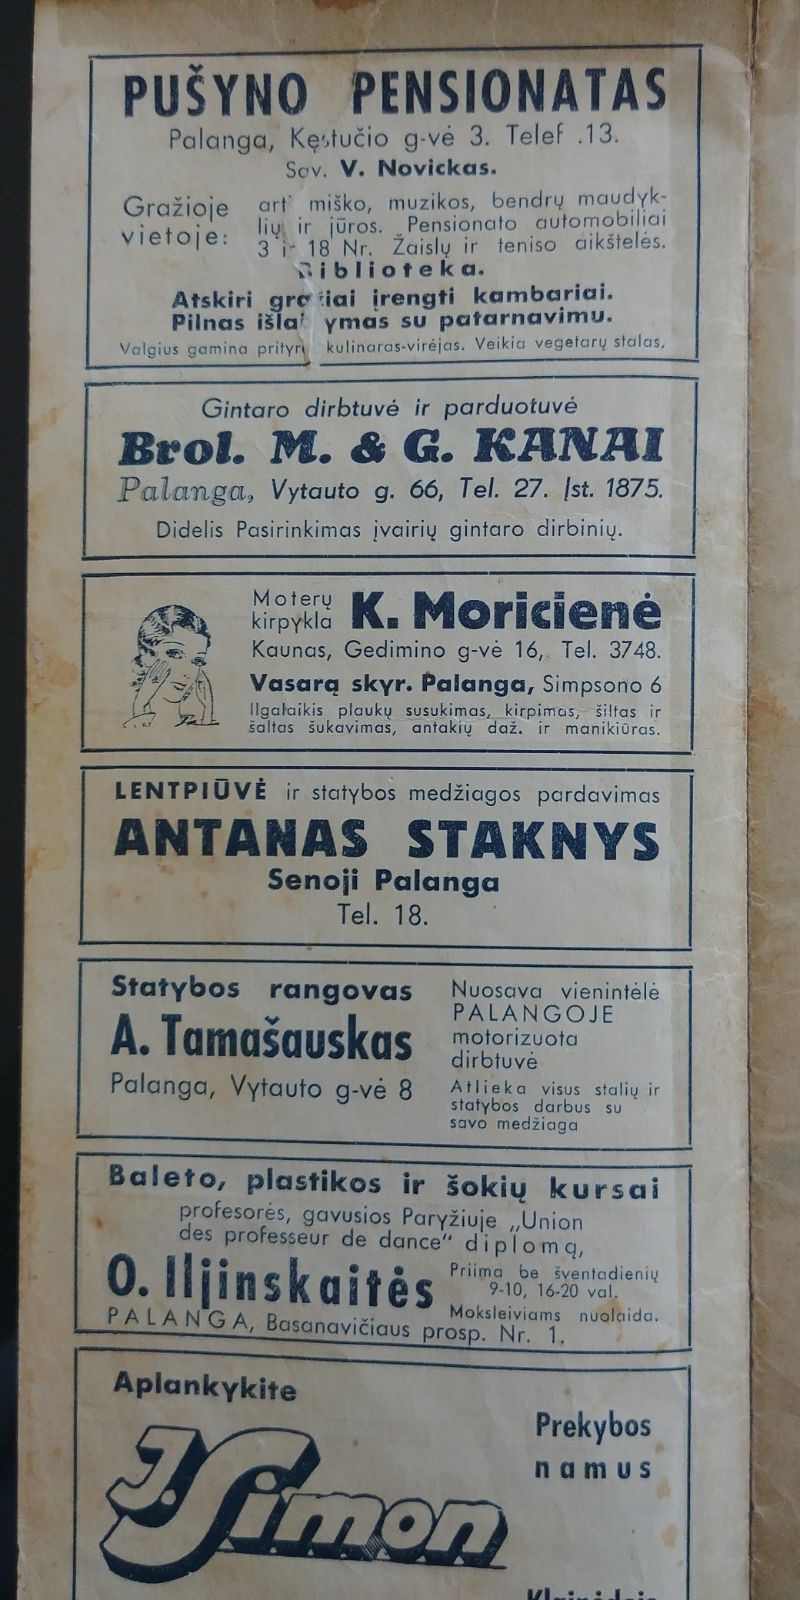 PUŠYNO PENSIONATAS
Palanga, Kęstučio g-vė 3. Telef .13.
Sav. V. Novickas.
Gražioje vietoje:
arti miško, muzikos, bendrų maudyk-
lių ir jūros. Pensionato automobiliai
3 ir 18 Nr. Žaislų ir teniso aikštelės.
Biblioteka.
Atskiri gražiai įrengti kambariai.
Pilnas išlaikymas su patarnavimu.
Valgius gamina prityręs kulinaras-virėjas. Veikia vegetarų stalas.
Gintaro dirbtuvė ir parduotuvė
Brol. M. & G. KANAI
Palanga, Vytauto g. 66, Tel. 27. Įst. 1875.
Didelis Pasirinkimas įvairių gintaro dirbinių.
Moterų kirpykla K. Moricienė
Kaunas, Gedimino g-vė 16, Tel. 3748.
Vasarą skyr. Palanga, Simpsono 6
Ilgalaikis plaukų susukimas, kirpimas, šiltas ir
šaltas šukavimas, antakių daž. ir manikiūras.
LENTPIŪVĖ ir statybos medžiagos pardavimas
ANTANAS STAKNYS
Senoji Palanga
Tel. 18.
Statybos rangovas
A. Tamašauskas
Palanga, Vytauto g-vė 8
Nuosava vienintėlė
PALANGOJE
motorizuota
dirbtuvė
Atlieka visus stalių ir
statybos darbus su
savo medžiaga
Baleto, plastikos ir šokių kursai
profesorės, gavusios Paryžiuje „Union
des professeur de dance“ diplomą,
O. Iljinskaitės
Priima be šventadienių
9-10, 16-20 val.
Moksleiviams nuolaida.
PALANGA, Basanavičiaus prosp. Nr. 1.
Aplankykite
J. Simon
Prekybos
namus